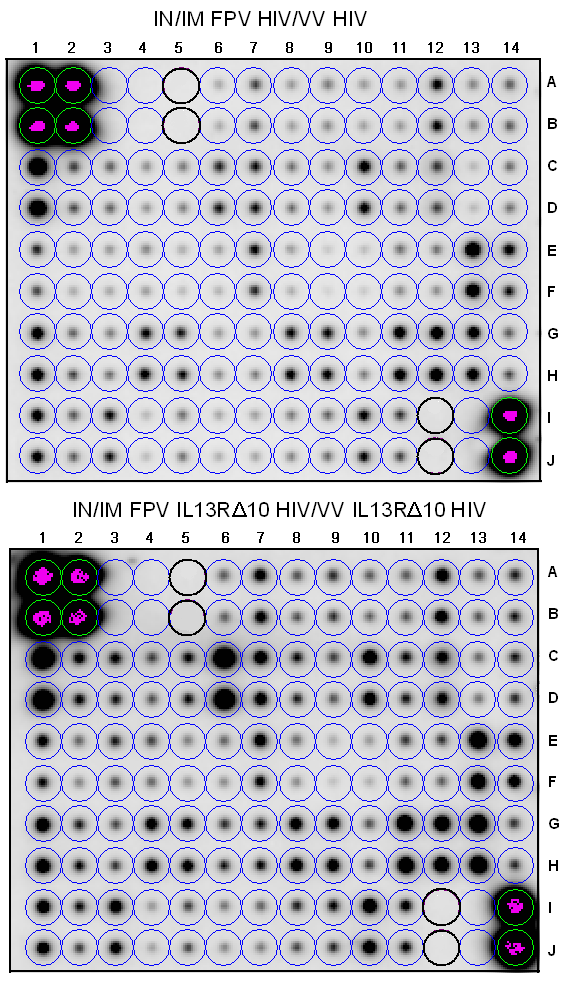 IN/IM FPV HIV/VV HIV
1 2 3 4 5 6 7 8 9 10 11 12 13 14
A
B
C
D
E
F
G
H
I
J
IN/IM FPV IL13RΔ10 HIV/VV IL13RΔ10 HIV
1 2 3 4 5 6 7 8 9 10 11 12 13 14
A
B
C
D
E
F
G
H
I
J